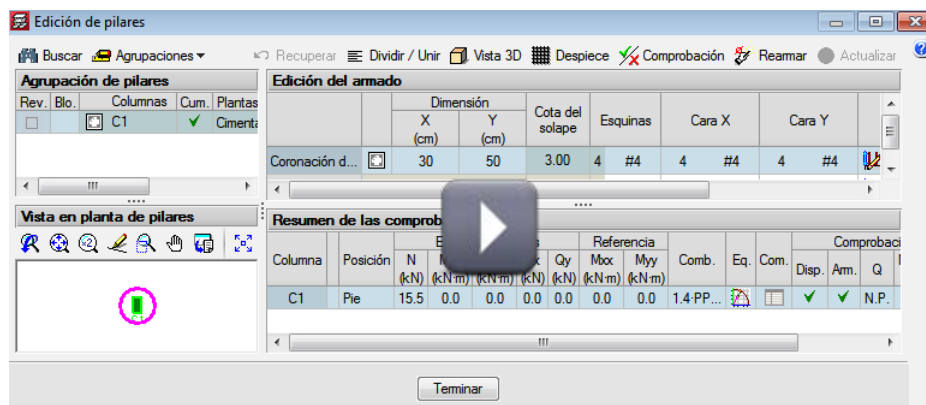 Edición de pilares
Buscar Agrupaciones Recuperar Dividir / Unir Vista 3D Despiece Comprobación Rearmar Actualizar
Agrupación de pilares
Rev. Blo. Columnas Cum. Plantas
C1 Cimenta
Edición del armado
Dimensión
X (cm) Y (cm) Cota del solape Esquinas Cara X Cara Y
Coronación d... 30 50 3.00 4 #4 4 #4 4 #4
Vista en planta de pilares
Resumen de las comprob
Referencia Comprobaci
Columna Posición N (kN) (kN·m) (kN·m) (kN) Qy (kN) Mxx (kN·m) Myy (kN·m) Comb. Eq. Com. Disp. Arm. Q
C1 Pie 15.5 0.0 0.0 0.0 0.0 0.0 0.0 1.4·PP... N.P.
Terminar